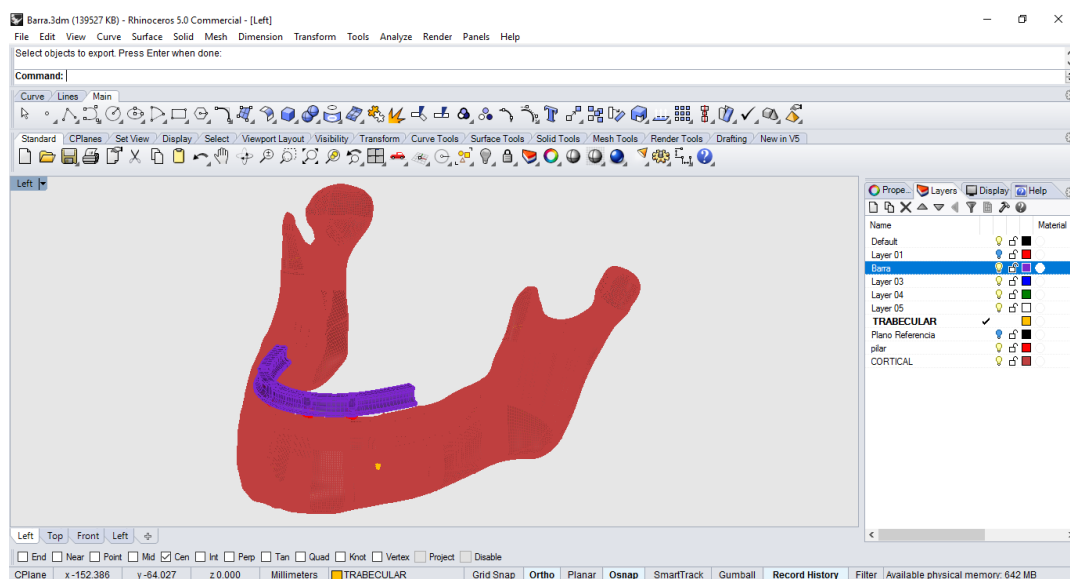 Barra.3dm (139527 KB) - Rhinoceros 5.0 Commercial - [Left]
File Edit View Curve Surface Solid Mesh Dimension Transform Tools Analyze Render Panels Help
Select objects to export. Press Enter when done:
Command:
Curve Lines Main
Standard CPlanes Set View Display Select Viewport Layout Visibility Transform Curve Tools Surface Tools Solid Tools Mesh Tools Render Tools Drafting New in V5
Left
Prope... Layers Display Help
Name Material
Default
Layer 01
Barra
Layer 03
Layer 04
Layer 05
TRABECULAR
Plano Referencia
pilar
CORTICAL
Left Top Front Left
End Near Point Mid Cen Int Perp Tan Quad Knot Vertex Project Disable
CPlane x -152.386 y -64.027 z 0.000 Millimeters TRABECULAR Grid Snap Ortho Planar Osnap SmartTrack Gumball Record History Filter Available physical memory: 642 MB